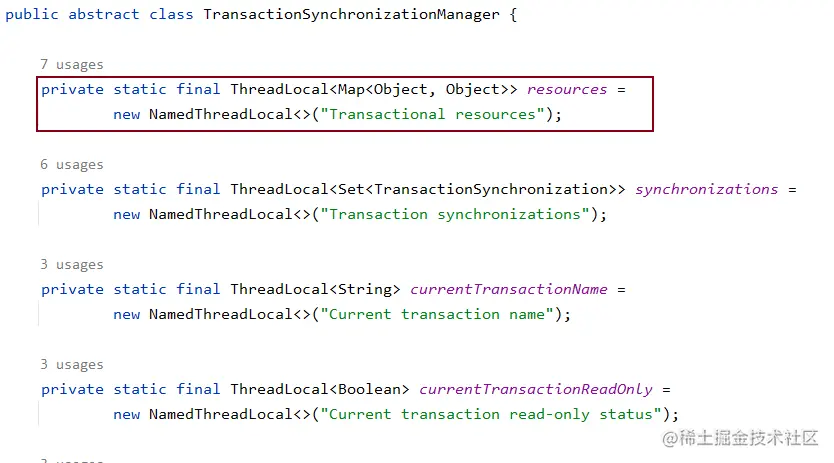 public abstract class TransactionSynchronizationManager {
7 usages
private static final ThreadLocal<Map<Object, Object>> resources =
new NamedThreadLocal<>("Transactional resources");
6 usages
private static final ThreadLocal<Set<TransactionSynchronization>> synchronizations =
new NamedThreadLocal<>("Transaction synchronizations");
3 usages
private static final ThreadLocal<String> currentTransactionName =
new NamedThreadLocal<>("Current transaction name");
3 usages
private static final ThreadLocal<Boolean> currentTransactionReadOnly =
new NamedThreadLocal<>("Current transaction read-only status");
@稀土掘金技术社区